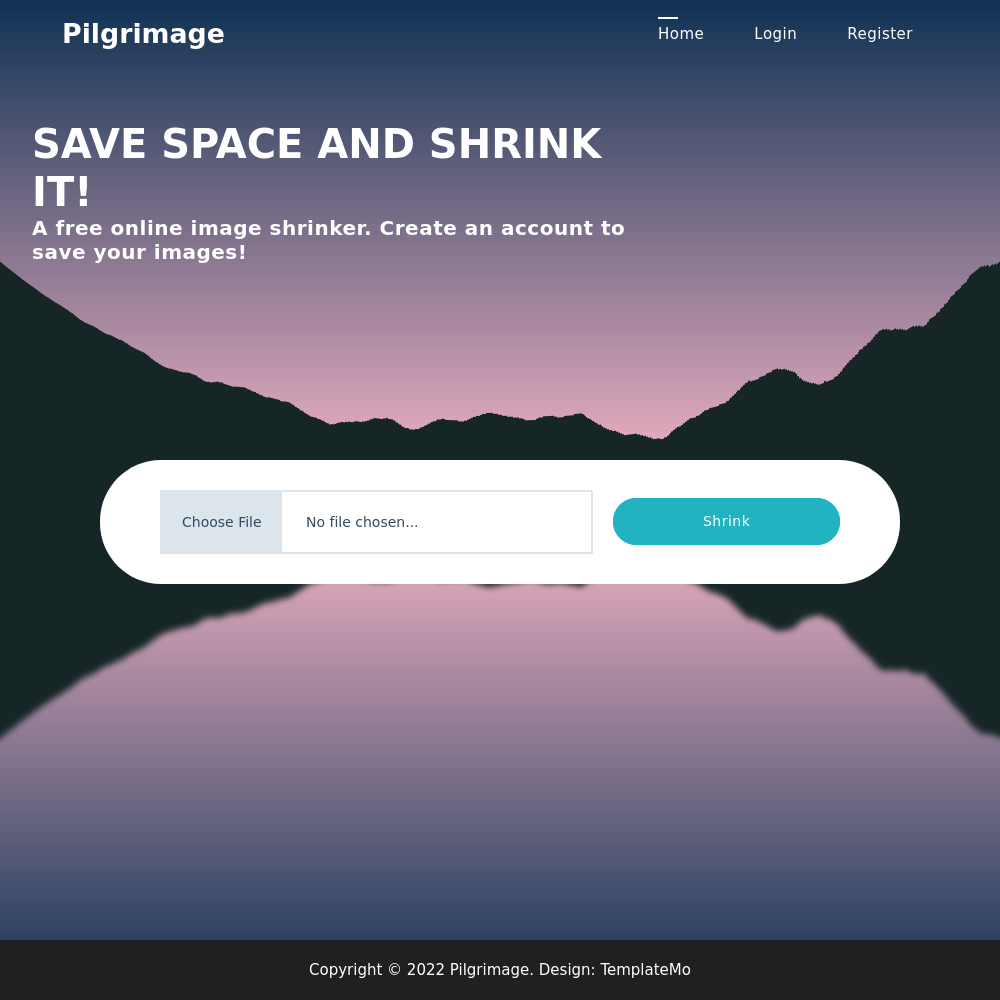 Pilgrimage
Home Login Register
SAVE SPACE AND SHRINK
IT!
A free online image shrinker. Create an account to
save your images!
Choose File No file chosen... Shrink
Copyright © 2022 Pilgrimage. Design: TemplateMo